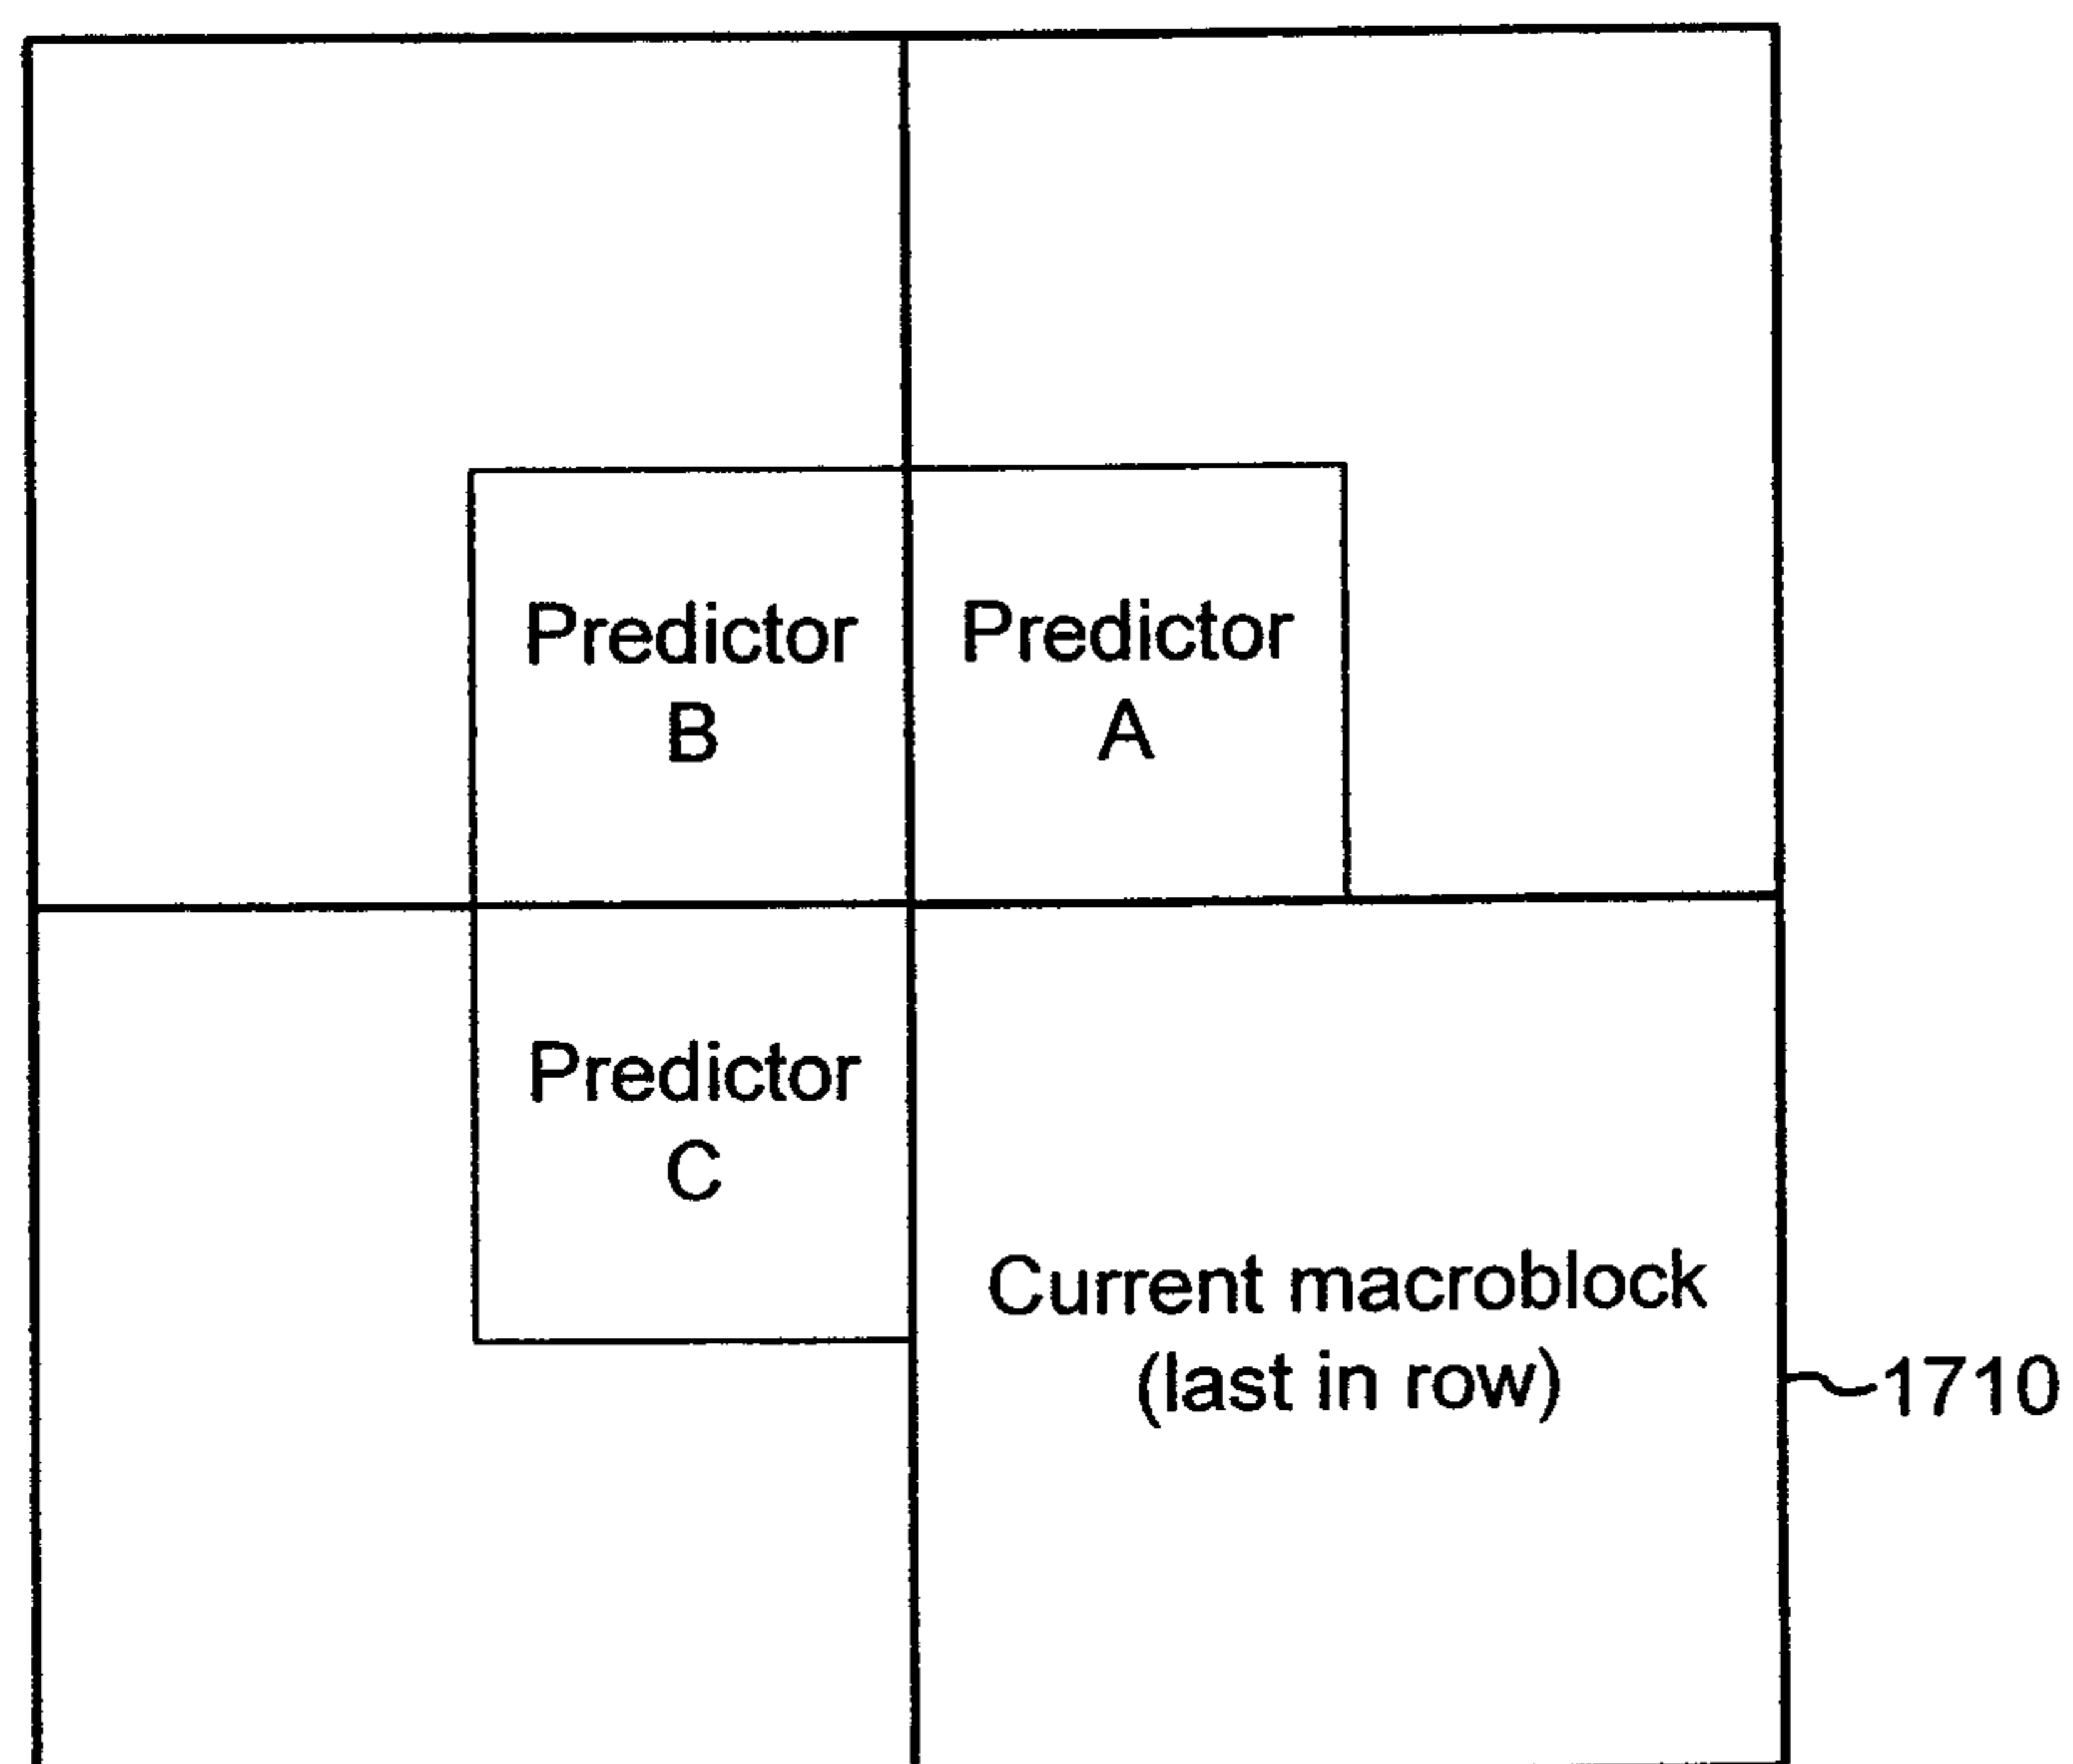 Predictor
B
Predictor
A
Predictor
C
Current macroblock
(last in row)
1710